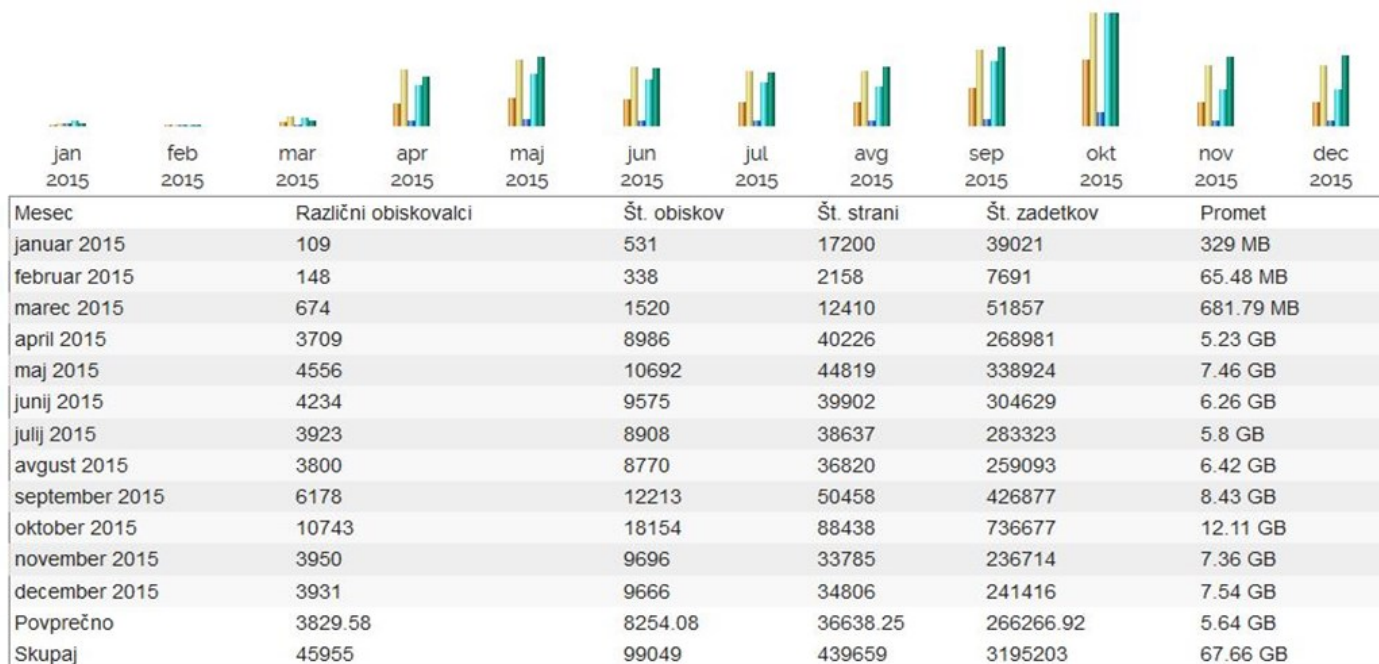 jan feb mar apr maj jun jul avg sep okt nov dec
2015 2015 2015 2015 2015 2015 2015 2015 2015 2015 2015 2015
Mesec Različni obiskovalci Št. obiskov Št. strani Št. zadetkov Promet
januar 2015 109 531 17200 39021 329 MB
februar 2015 148 338 2158 7691 65.48 MB
marec 2015 674 1520 12410 51857 681.79 MB
april 2015 3709 8986 40226 268981 5.23 GB
maj 2015 4556 10692 44819 338924 7.46 GB
junij 2015 4234 9575 39902 304629 6.26 GB
julij 2015 3923 8908 38637 283323 5.8 GB
avgust 2015 3800 8770 36820 259093 6.42 GB
september 2015 6178 12213 50458 426877 8.43 GB
oktober 2015 10743 18154 88438 736677 12.11 GB
november 2015 3950 9696 33785 236714 7.36 GB
december 2015 3931 9666 34806 241416 7.54 GB
Povprečno 3829.58 8254.08 36638.25 266266.92 5.64 GB
Skupaj 45955 99049 439659 3195203 67.66 GB